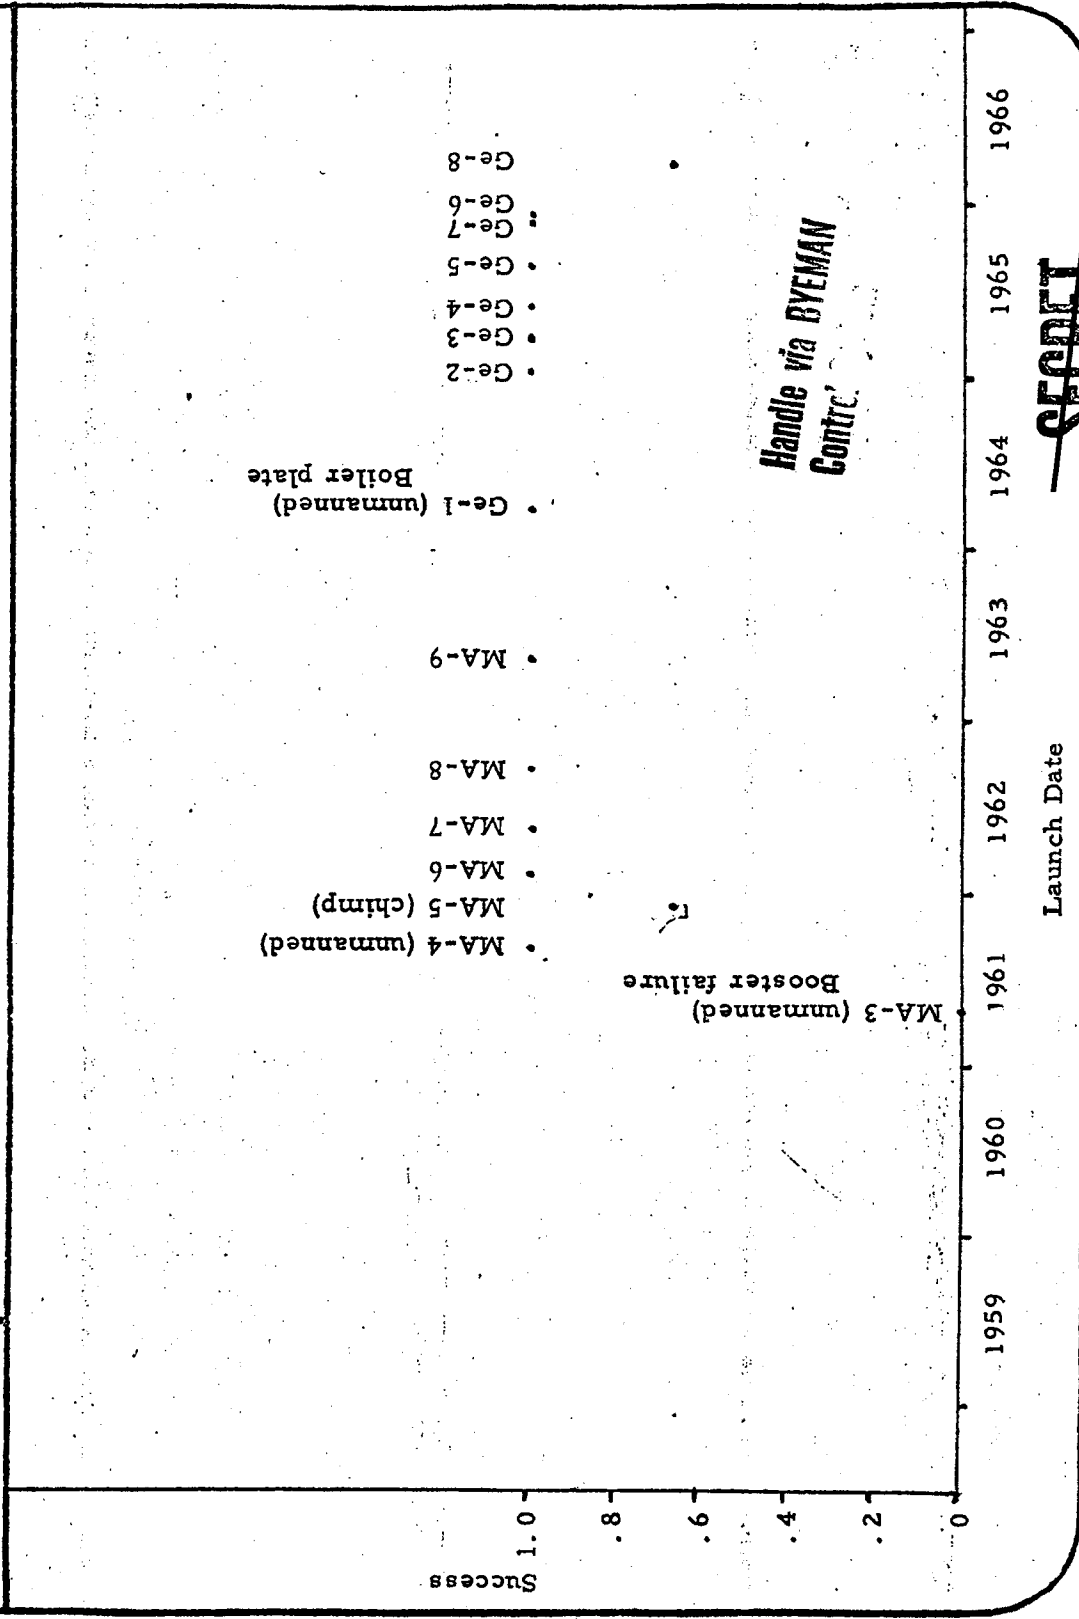 Success
1.0
.8
.6
.4
.2
0
MA-3 (unmanned)
Booster failure
MA-4 (unmanned)
MA-5 (chimp)
MA-6
MA-7
MA-8
MA-9
Ge-1 (unmanned)
Boiler plate
Ge-2
Ge-3
Ge-4
Ge-5
Ge-7
Ge-6
Ge-8
Handle via BYEMAN
1959
1960
1961
1962
1963
1964
1965
1966
Launch Date
SECRET